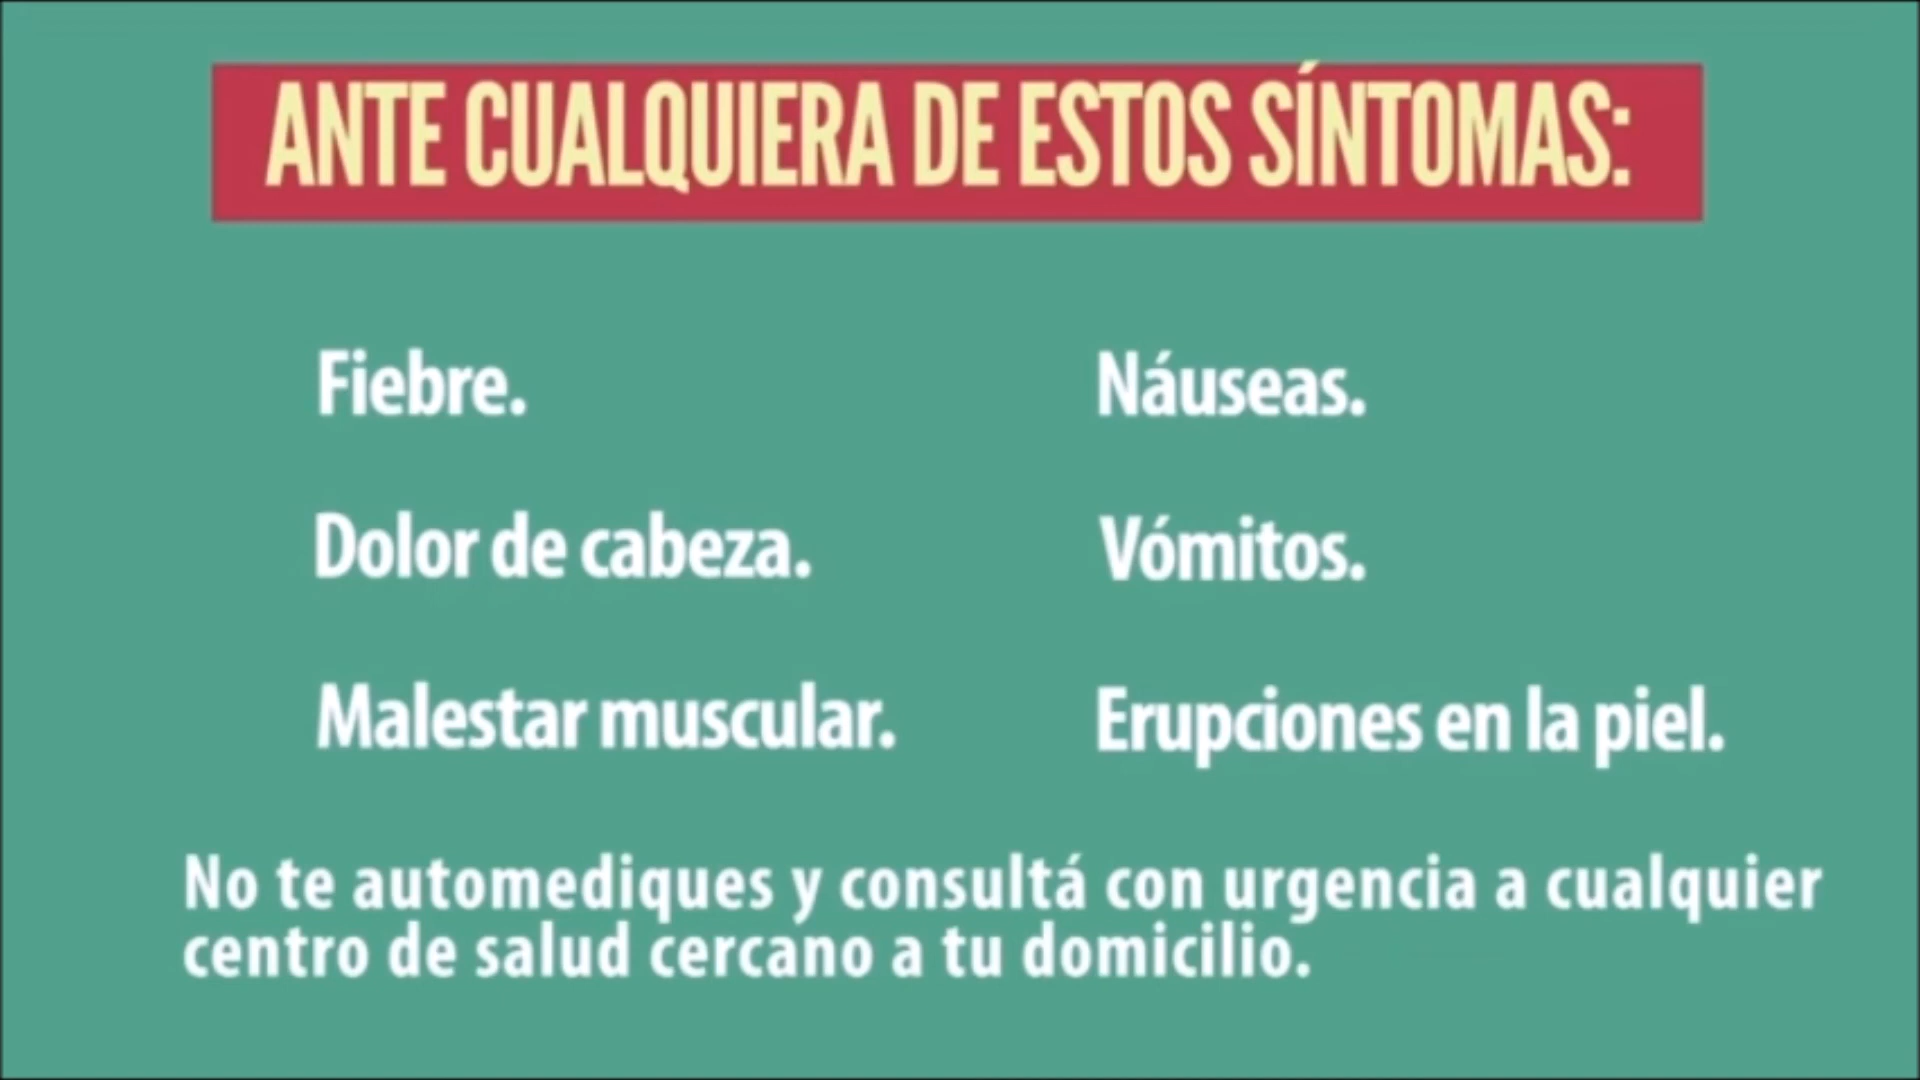 ANTE CUALQUIERA DE ESTOS SÍNTOMAS:
Fiebre.
Dolor de cabeza.
Malestar muscular.
Náuseas.
Vómitos.
Erupciones en la piel.
No te automediques y consultá con urgencia a cualquier
centro de salud cercano a tu domicilio.